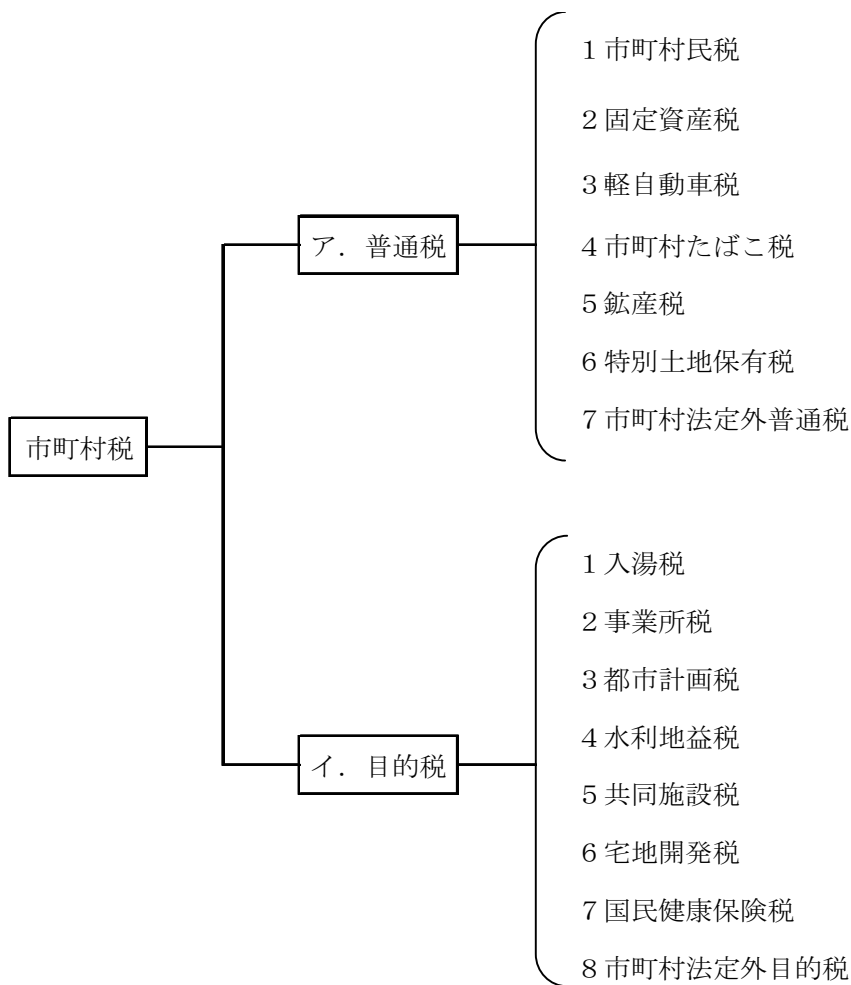 市町村税
ア．普通税
１市町村民税
２固定資産税
３軽自動車税
４市町村たばこ税
５鉱産税
６特別土地保有税
７市町村法定外普通税
イ．目的税
１入湯税
２事業所税
３都市計画税
４水利地益税
５共同施設税
６宅地開発税
７国民健康保険税
８市町村法定外目的税